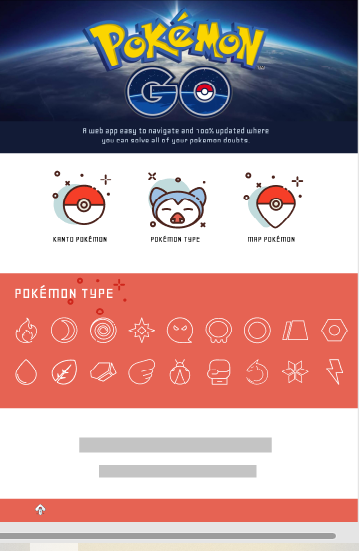 POKÉMON
GO
A web app easy to navigate and 100% updated where
you can solve all of your pokemon doubts.
KANTO POKÉMON
POKÉMON TYPE
MAP POKÉMON
POKÉMON TYPE